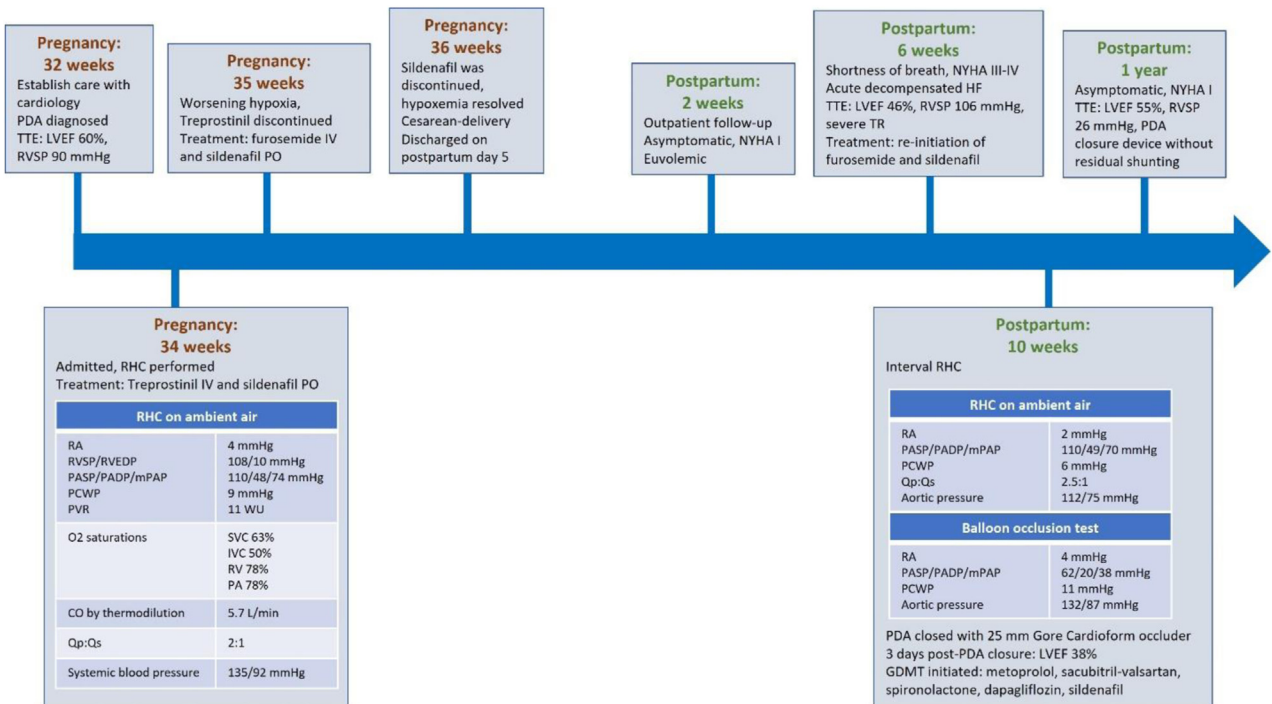 Pregnancy:
32 weeks
Establish care with
cardiology
PDA diagnosed
TTE: LVEF 60%,
RVSP 90 mmHg
Pregnancy:
34 weeks
Admitted, RHC performed
Treatment: Treprostinil IV and sildenafil PO
RHC on ambient air
RA 4 mmHg
RVSP/RVEDP 108/10 mmHg
PASP/PADP/mPAP 110/48/74 mmHg
PCWP 9 mmHg
PVR 11 WU
O2 saturations SVC 63%
IVC 50%
RV 78%
PA 78%
CO by thermodilution 5.7 L/min
Qp:Qs 2:1
Systemic blood pressure 135/92 mmHg
Pregnancy:
35 weeks
Worsening hypoxia,
Treprostinil discontinued
Treatment: furosemide IV
and sildenafil PO
Pregnancy:
36 weeks
Sildenafil was
discontinued,
hypoxemia resolved
Cesarean-delivery
Discharged on
postpartum day 5
Postpartum:
2 weeks
Outpatient follow-up
Asymptomatic, NYHA I
Euvolemic
Postpartum:
6 weeks
Shortness of breath, NYHA III-IV
Acute decompensated HF
TTE: LVEF 46%, RVSP 106 mmHg,
severe TR
Treatment: re-initiation of
furosemide and sildenafil
Postpartum:
10 weeks
Interval RHC
RHC on ambient air
RA 2 mmHg
PASP/PADP/mPAP 110/49/70 mmHg
PCWP 6 mmHg
Qp:Qs 2.5:1
Aortic pressure 112/75 mmHg
Balloon occlusion test
RA 4 mmHg
PASP/PADP/mPAP 62/20/38 mmHg
PCWP 11 mmHg
Aortic pressure 132/87 mmHg
PDA closed with 25 mm Gore Cardioform occluder
3 days post-PDA closure: LVEF 38%
GDMT initiated: metoprolol, sacubitril-valsartan,
spironolactone, dapagliflozin, sildenafil
Postpartum:
1 year
Asymptomatic, NYHA I
TTE: LVEF 55%, RVSP
26 mmHg, PDA
closure device without
residual shunting